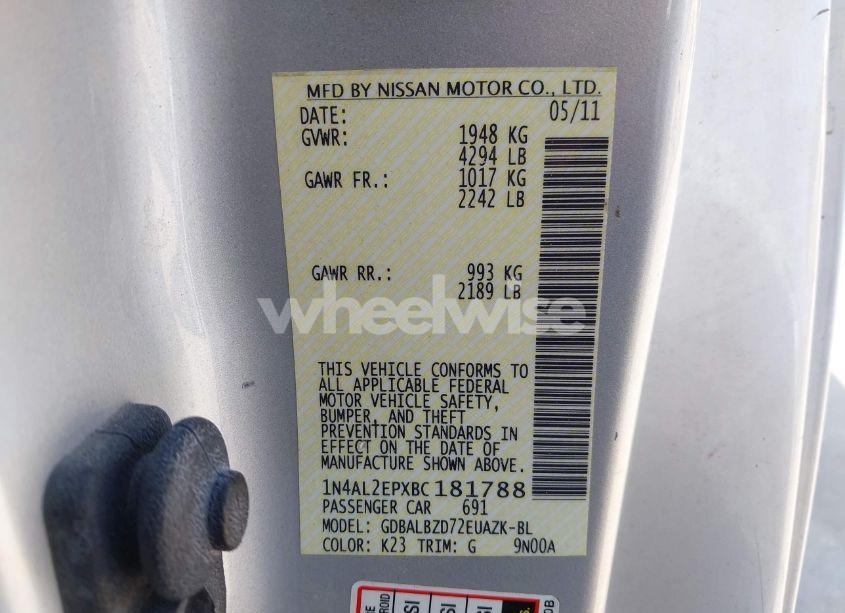 MFD BY NISSAN MOTOR CO., LTD.
DATE: 05/11
GVWR: 1948 KG
4294 LB
GAWR FR.: 1017 KG
2242 LB
GAWR RR.: 993 KG
2189 LB
wheelwise
THIS VEHICLE CONFORMS TO
ALL APPLICABLE FEDERAL
MOTOR VEHICLE SAFETY,
BUMPER, AND THEFT
PREVENTION STANDARDS IN
EFFECT ON THE DATE OF
MANUFACTURE SHOWN ABOVE.
1N4AL2EPXBC181788
PASSENGER CAR 691
MODEL: GDBALBZD72EUAZK-BL
COLOR: K23 TRIM: G 9N00A